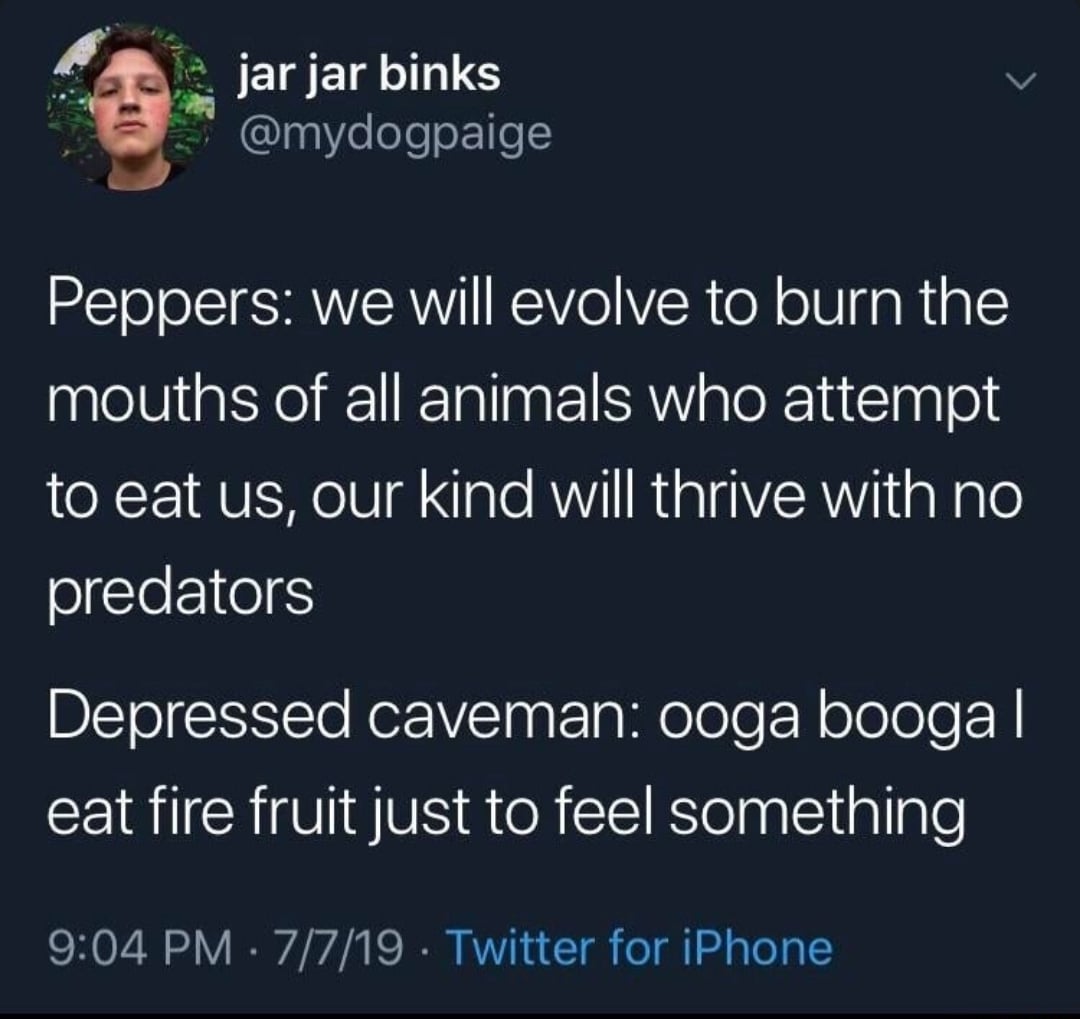 jar jar binks
@mydogpaige
Peppers: we will evolve to burn the
mouths of all animals who attempt
to eat us, our kind will thrive with no
predators
Depressed caveman: ooga booga I
eat fire fruit just to feel something
9:04 PM · 7/7/19 · Twitter for iPhone